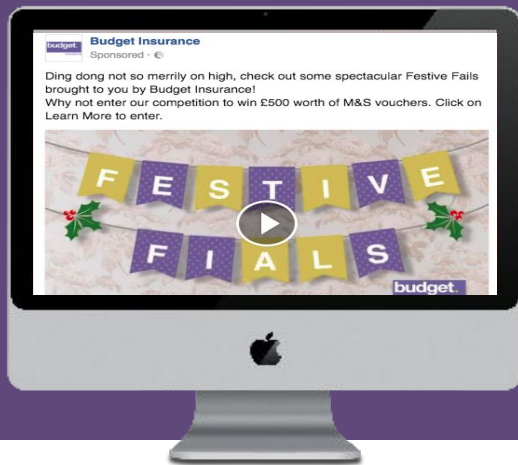 budget.
Budget Insurance
Sponsored ·
Ding dong not so merrily on high, check out some spectacular Festive Fails
brought to you by Budget Insurance!
Why not enter our competition to win £500 worth of M&S vouchers. Click on
Learn More to enter.
FESTIVE
FIALS
budget.